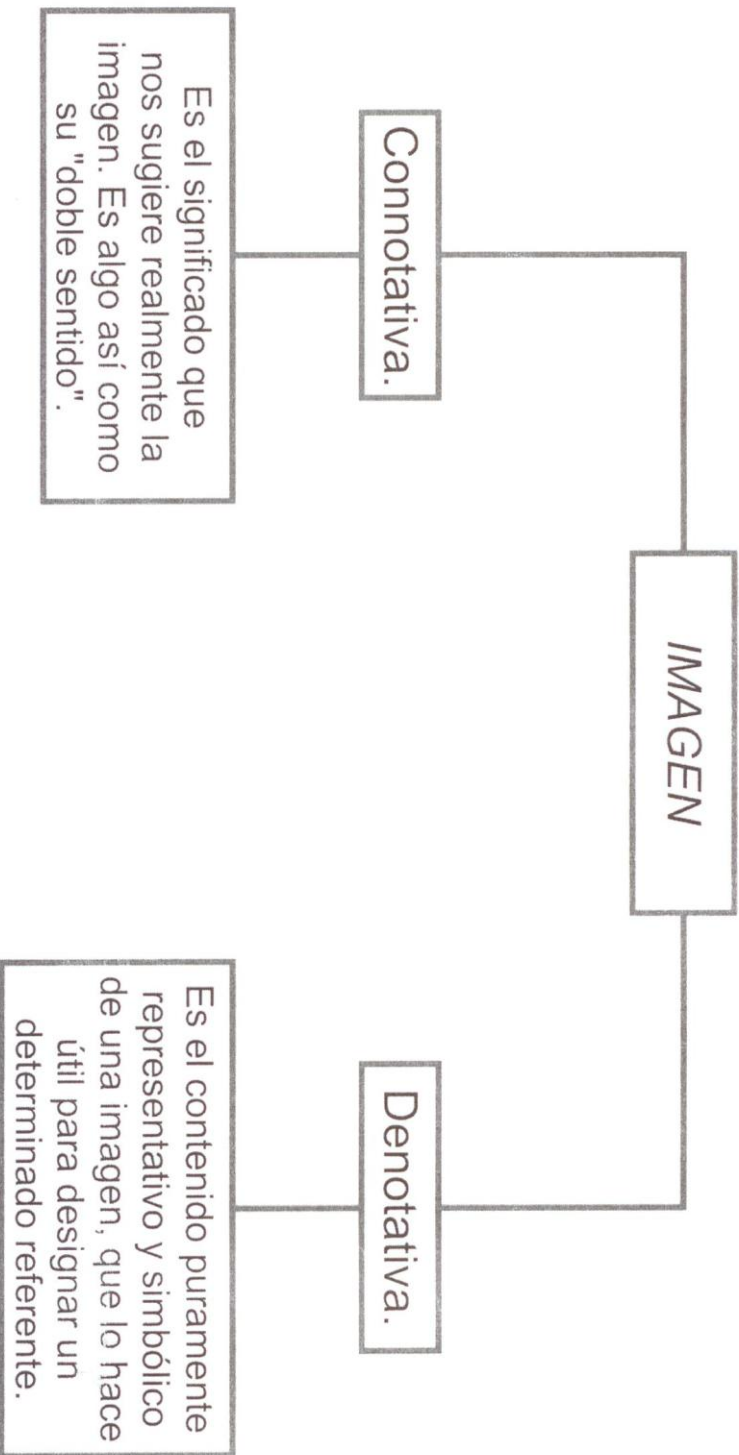 IMAGEN
Connotativa.
Es el significado que
nos sugiere realmente la
imagen. Es algo así como
su "doble sentido".
Denotativa.
Es el contenido puramente
representativo y simbólico
de una imagen, que lo hace
útil para designar un
determinado referente.